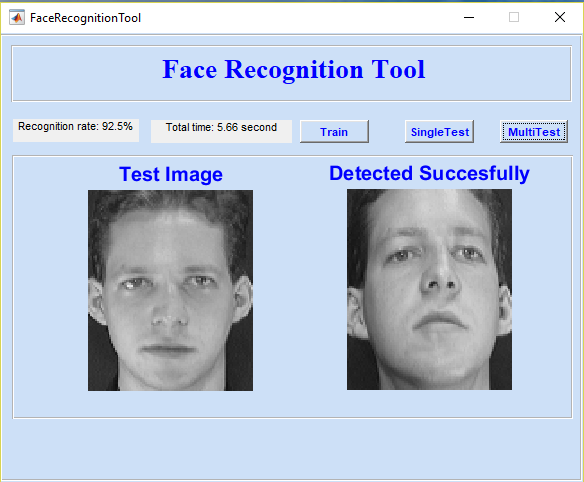 FaceRecognitionTool
Face Recognition Tool
Recognition rate: 92.5%
Total time: 5.66 second
Train
SingleTest
MultiTest
Test Image
Detected Succesfully